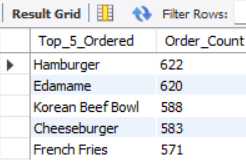 Result Grid Filter Rows:
Top_5_Ordered Order_Count
Hamburger 622
Edamame 620
Korean Beef Bowl 588
Cheeseburger 583
French Fries 571